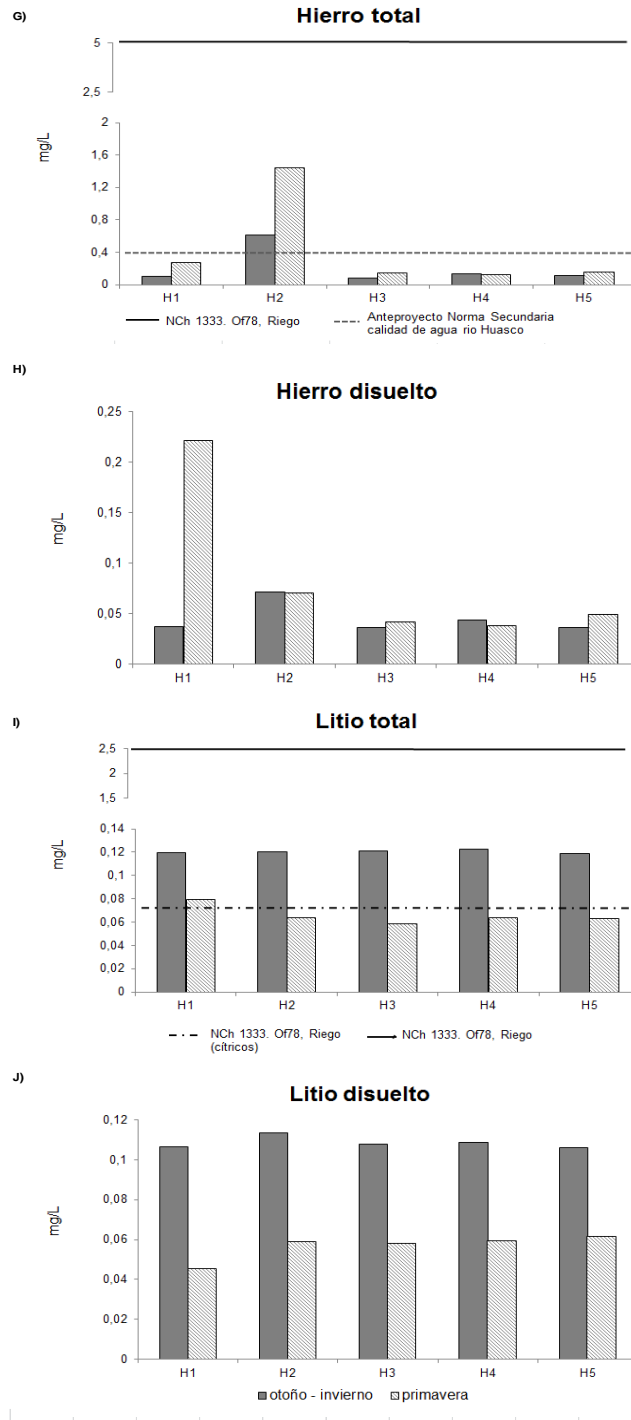 G)
Hierro total
5
2,5
2
1,6
1,2
0,8
0,4
0
mg/L
H1 H2 H3 H4 H5
NCh 1333. Of78, Riego
Anteproyecto Norma Secundaria
calidad de agua rio Huasco
H)
Hierro disuelto
0,25
0,2
0,15
0,1
0,05
0
mg/L
H1 H2 H3 H4 H5
I)
Litio total
2,5
2
1,5
0,14
0,12
0,1
0,08
0,06
0,04
0,02
0
mg/L
H1 H2 H3 H4 H5
NCh 1333. Of78, Riego
(cítricos)
NCh 1333. Of78, Riego
J)
Litio disuelto
0,12
0,1
0,08
0,06
0,04
0,02
0
mg/L
H1 H2 H3 H4 H5
otoño - invierno primavera